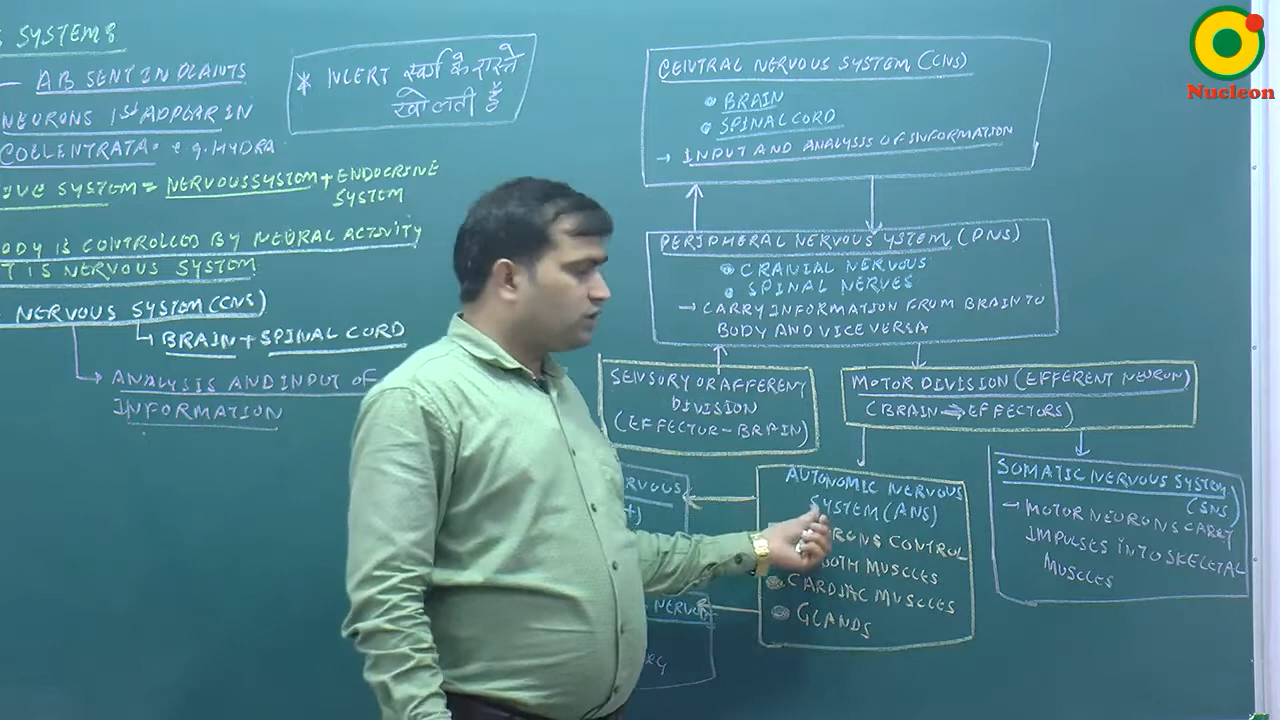 SYSTEM:
— ABSENT IN PLANTS
NEURONS 1st APPEAR IN
COELENTRATA. e.g. HYDRA
SYSTEM = NERVOUS SYSTEM + ENDOCRINE
SYSTEM
IS CONTROLLED BY NEURAL ACTIVITY
IS NERVOUS SYSTEM
NERVOUS SYSTEM (CNS)
BRAIN + SPINAL CORD
ANALYSIS AND INPUT OF
INFORMATION
* NCERT स्वर्ग के रास्ते
खोलती है
CENTRAL NERVOUS SYSTEM (CNS)
• BRAIN
• SPINAL CORD
→ INPUT AND ANALYSIS OF INFORMATION
PERIPHERAL NERVOUS SYSTEM (PNS)
• CRANIAL NERVOUS
• SPINAL NERVES
→ CARRY INFORMATION FROM BRAIN TO
BODY AND VICE VERSA
SENSORY OR AFFERENT
DIVISION
(EFFECTOR – BRAIN)
MOTOR DIVISION (EFFERENT NEURON)
(BRAIN → EFFECTORS)
AUTONOMIC NERVOUS
SYSTEM (ANS)
CONTROL
MUSCLES
• CARDIAC MUSCLES
• GLANDS
SOMATIC NERVOUS SYSTEM
(SNS)
→ MOTOR NEURONS CARRY
IMPULSES INTO SKELETAL
MUSCLES
Nucleon